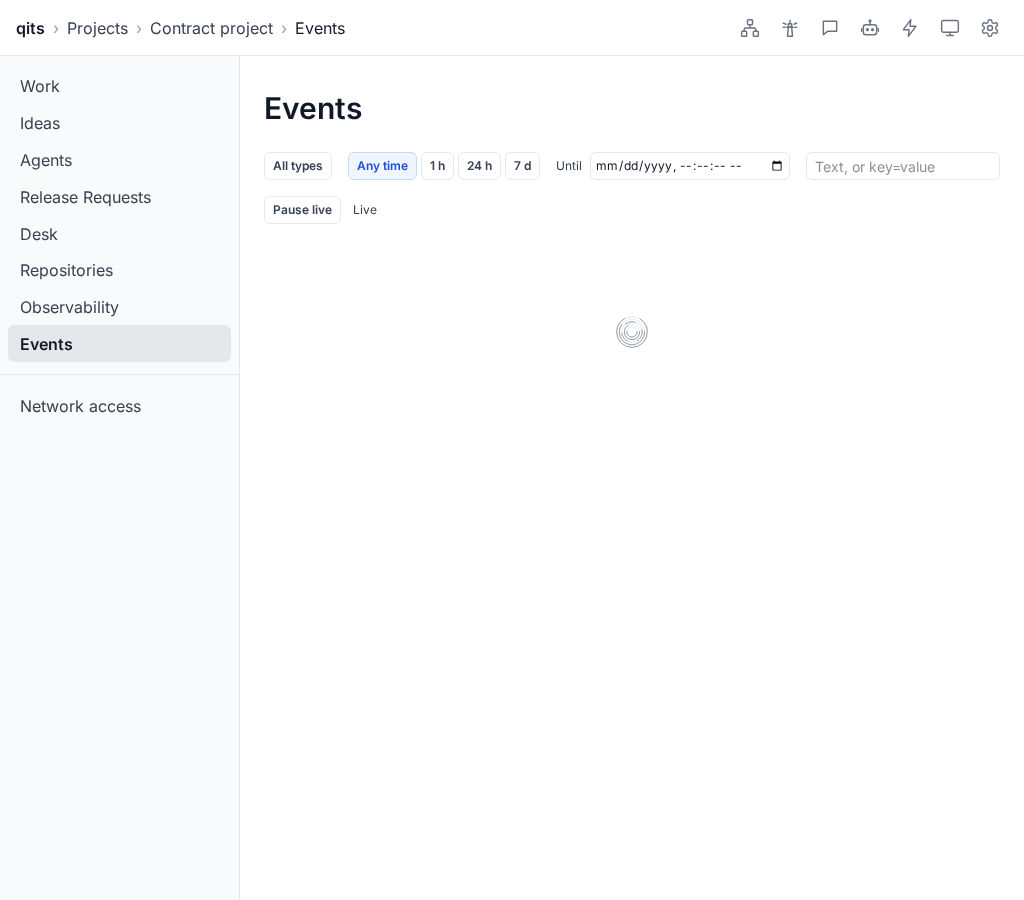 qits › Projects › Contract project › Events
Work
Ideas
Agents
Release Requests
Desk
Repositories
Observability
Events
Network access
Events
All types Any time 1 h 24 h 7 d Until mm/dd/yyyy, --:--:-- -- Text, or key=value
Pause live Live